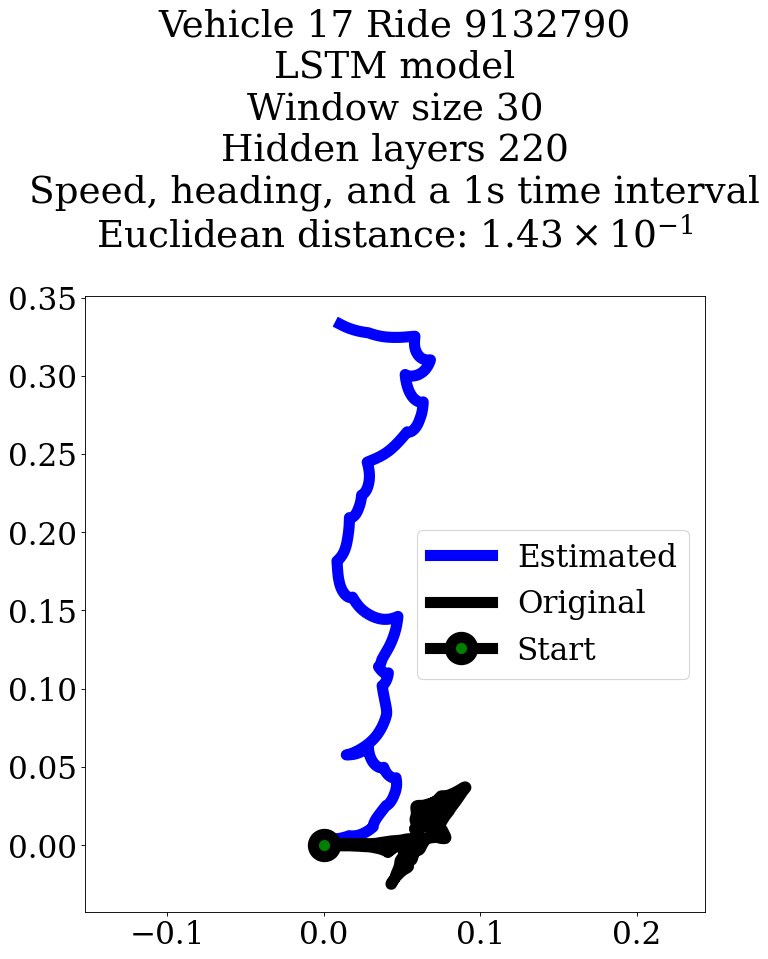 Vehicle 17 Ride 9132790
LSTM model
Window size 30
Hidden layers 220
Speed, heading, and a 1s time interval
Euclidean distance: 1.43 × 10⁻¹
0.35
0.30
0.25
0.20
0.15
0.10
0.05
0.00
Estimated
Original
Start
−0.1
0.0
0.1
0.2